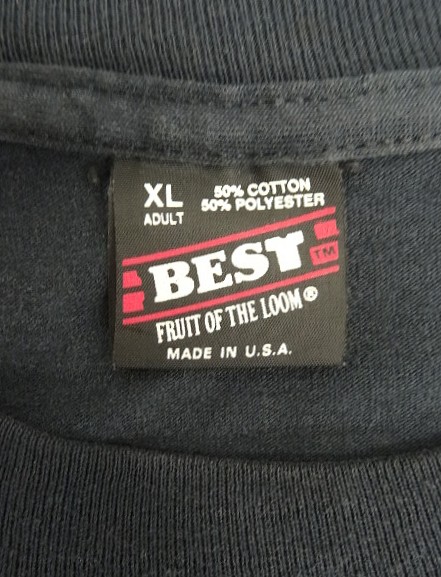 XL
ADULT
50% COTTON
50% POLYESTER
BEST
TM
FRUIT OF THE LOOM®
MADE IN U.S.A.